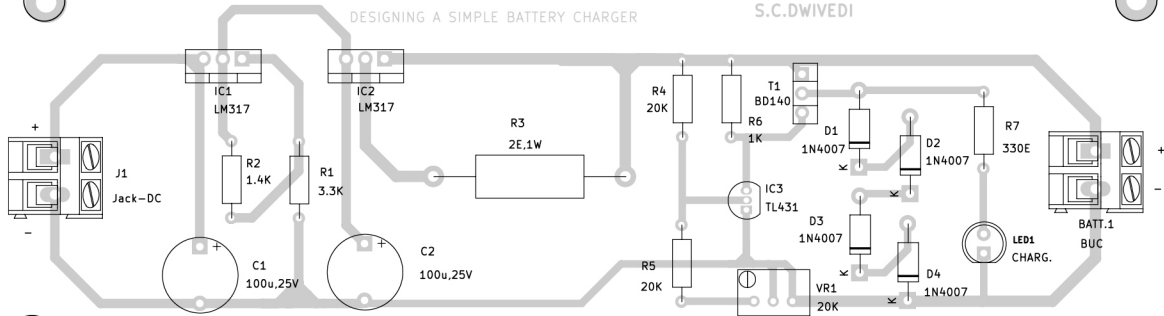 DESIGNING A SIMPLE BATTERY CHARGER
S.C.DWIVEDI
IC1
LM317
IC2
LM317
R4
20K
R6
1K
T1
BD140
D1
1N4007
D2
1N4007
R7
330E
+
J1
Jack-DC
-
R2
1.4K
R1
3.3K
R3
2E,1W
IC3
TL431
K
K
D3
1N4007
+
-
BATT.1
BUC
+
C1
100u,25V
+
C2
100u,25V
R5
20K
VR1
20K
K
K
D4
1N4007
LED1
CHARG.